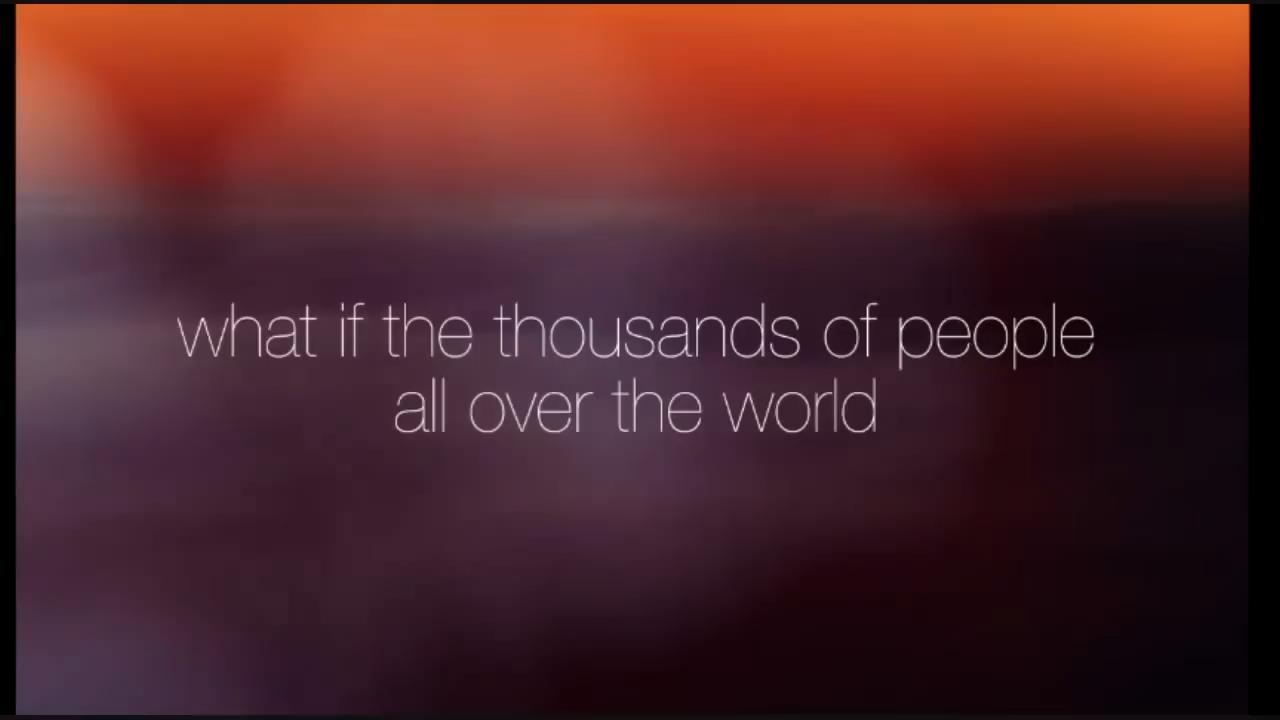 what if the thousands of people
all over the world